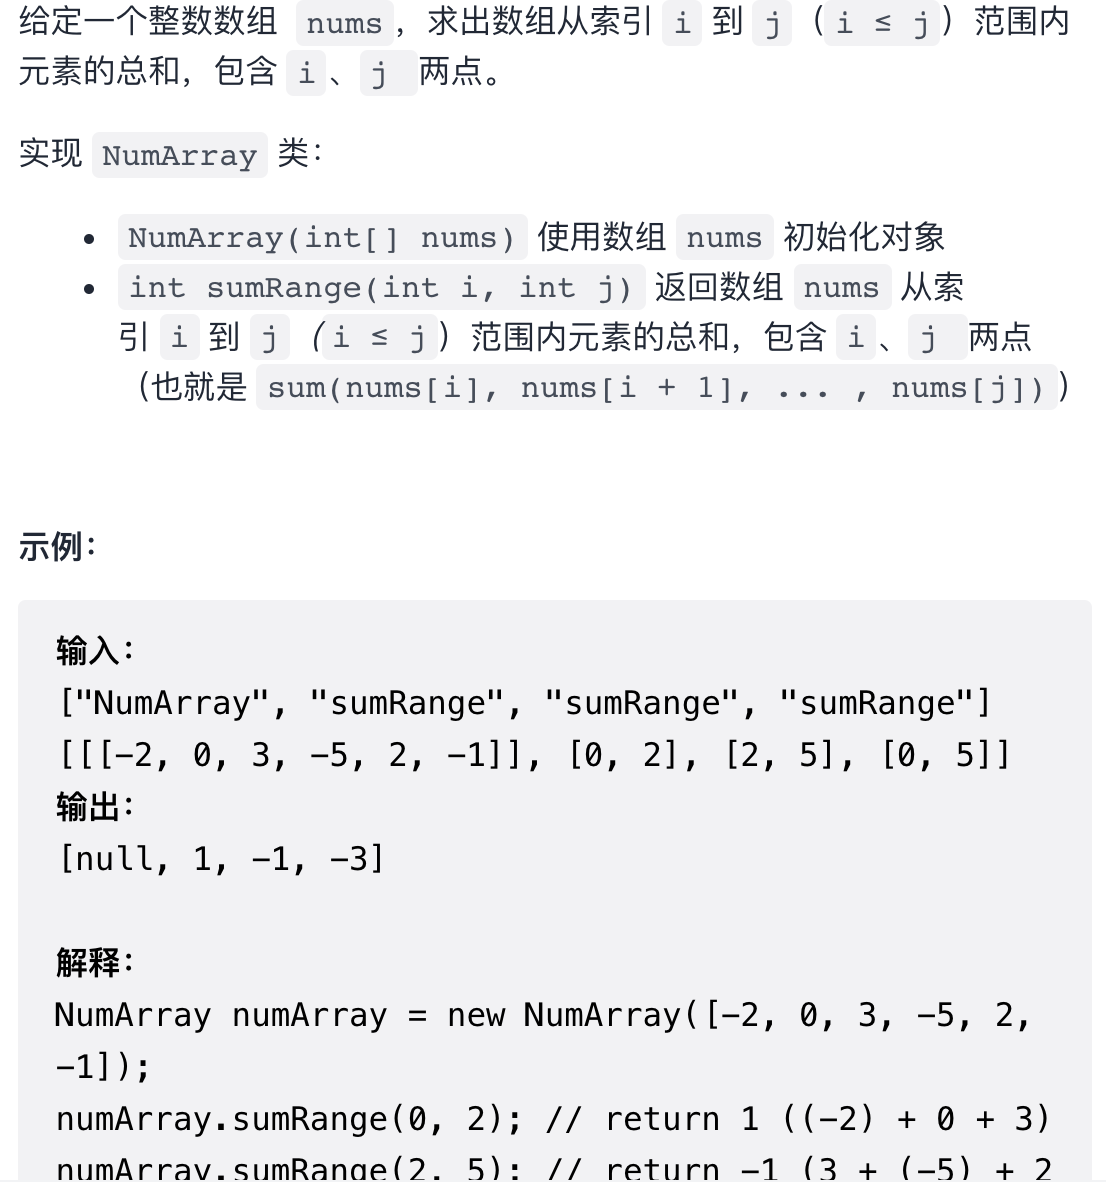 给定一个整数数组 nums，求出数组从索引 i 到 j（i ≤ j）范围内
元素的总和，包含 i、j 两点。
实现 NumArray 类：
• NumArray(int[] nums) 使用数组 nums 初始化对象
• int sumRange(int i, int j) 返回数组 nums 从索
引 i 到 j（i ≤ j）范围内元素的总和，包含 i、j 两点
（也就是 sum(nums[i], nums[i + 1], ... , nums[j])）
示例：
输入：
["NumArray", "sumRange", "sumRange", "sumRange"]
[[[-2, 0, 3, -5, 2, -1]], [0, 2], [2, 5], [0, 5]]
输出：
[null, 1, -1, -3]
解释：
NumArray numArray = new NumArray([-2, 0, 3, -5, 2,
-1]);
numArray.sumRange(0, 2); // return 1 ((-2) + 0 + 3)
numArray.sumRange(2, 5); // return -1 (3 + (-5) + 2